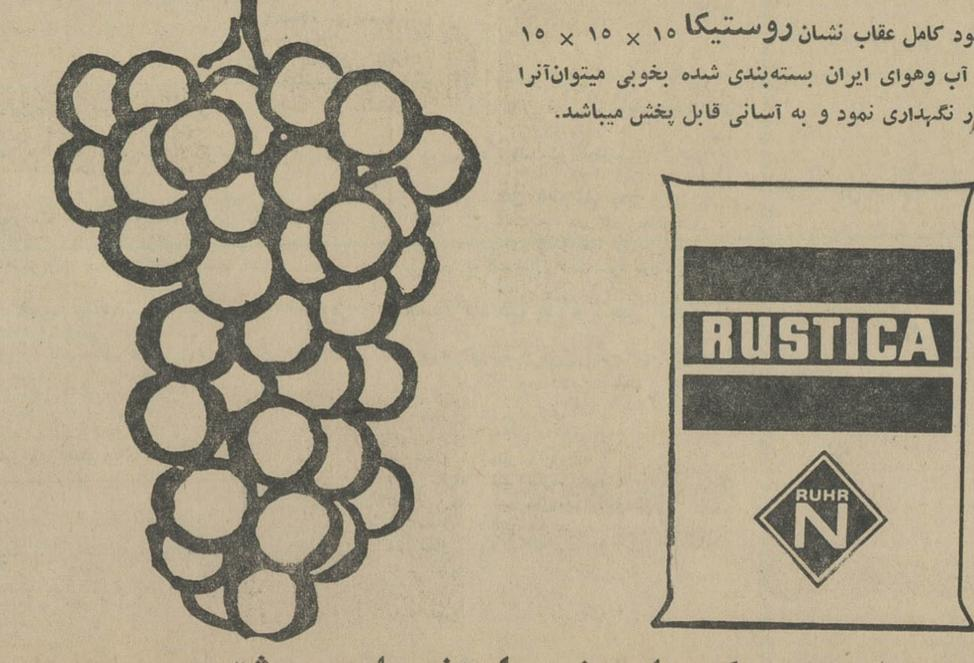 ود کامل عقاب نشان روستیکا ۱۵ × ۱۵ × ۱۵
آب وهوای ایران بسته‌بندی شده بخوبی میتوان‌آنرا
ر نگهداری نمود و به آسانی قابل پخش میباشد.
RUSTICA
RUHR
N